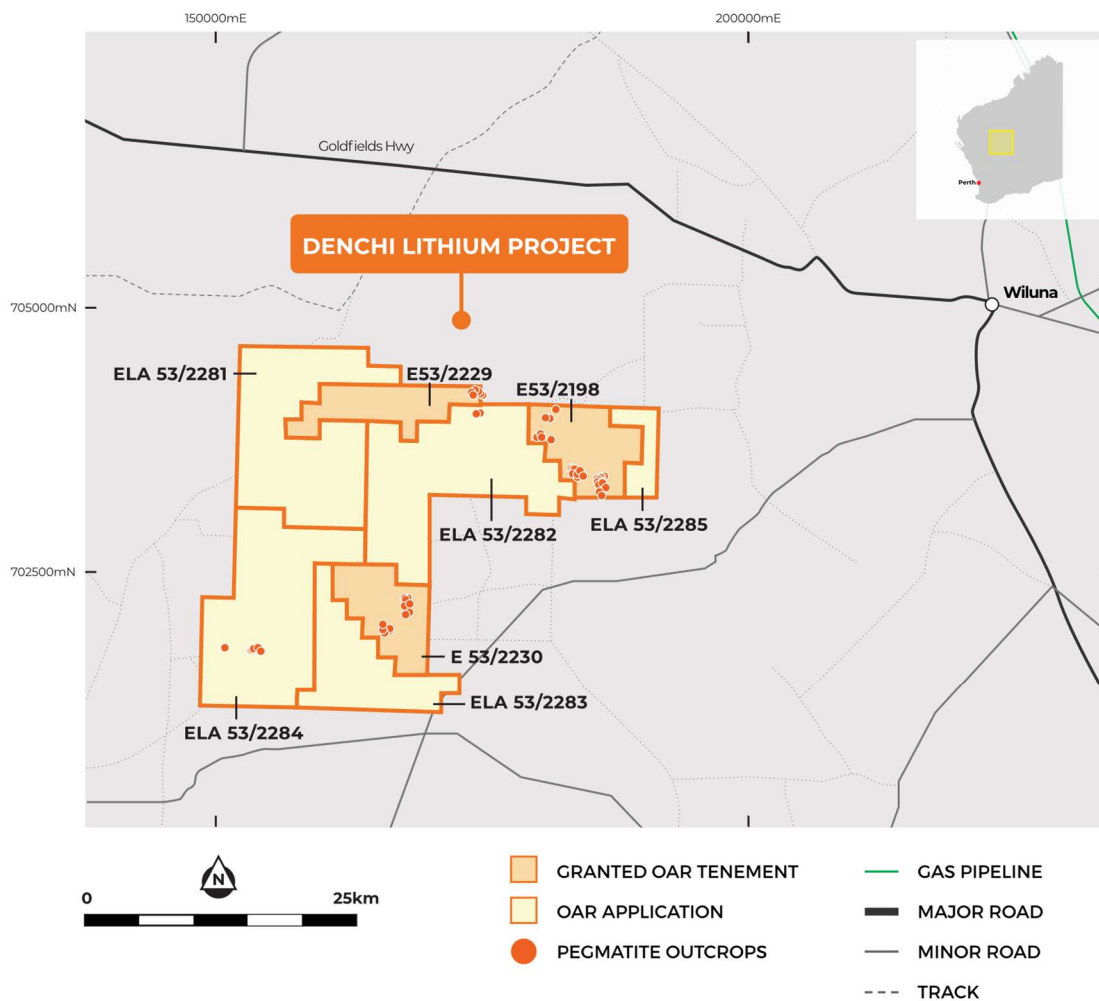 150000mE
200000mE
Goldfields Hwy
Perth
DENCHI LITHIUM PROJECT
705000mN
Wiluna
ELA 53/2281
E53/2229
E53/2198
ELA 53/2282
ELA 53/2285
702500mN
E 53/2230
ELA 53/2283
ELA 53/2284
N
0
25km
GRANTED OAR TENEMENT
OAR APPLICATION
PEGMATITE OUTCROPS
GAS PIPELINE
MAJOR ROAD
MINOR ROAD
TRACK